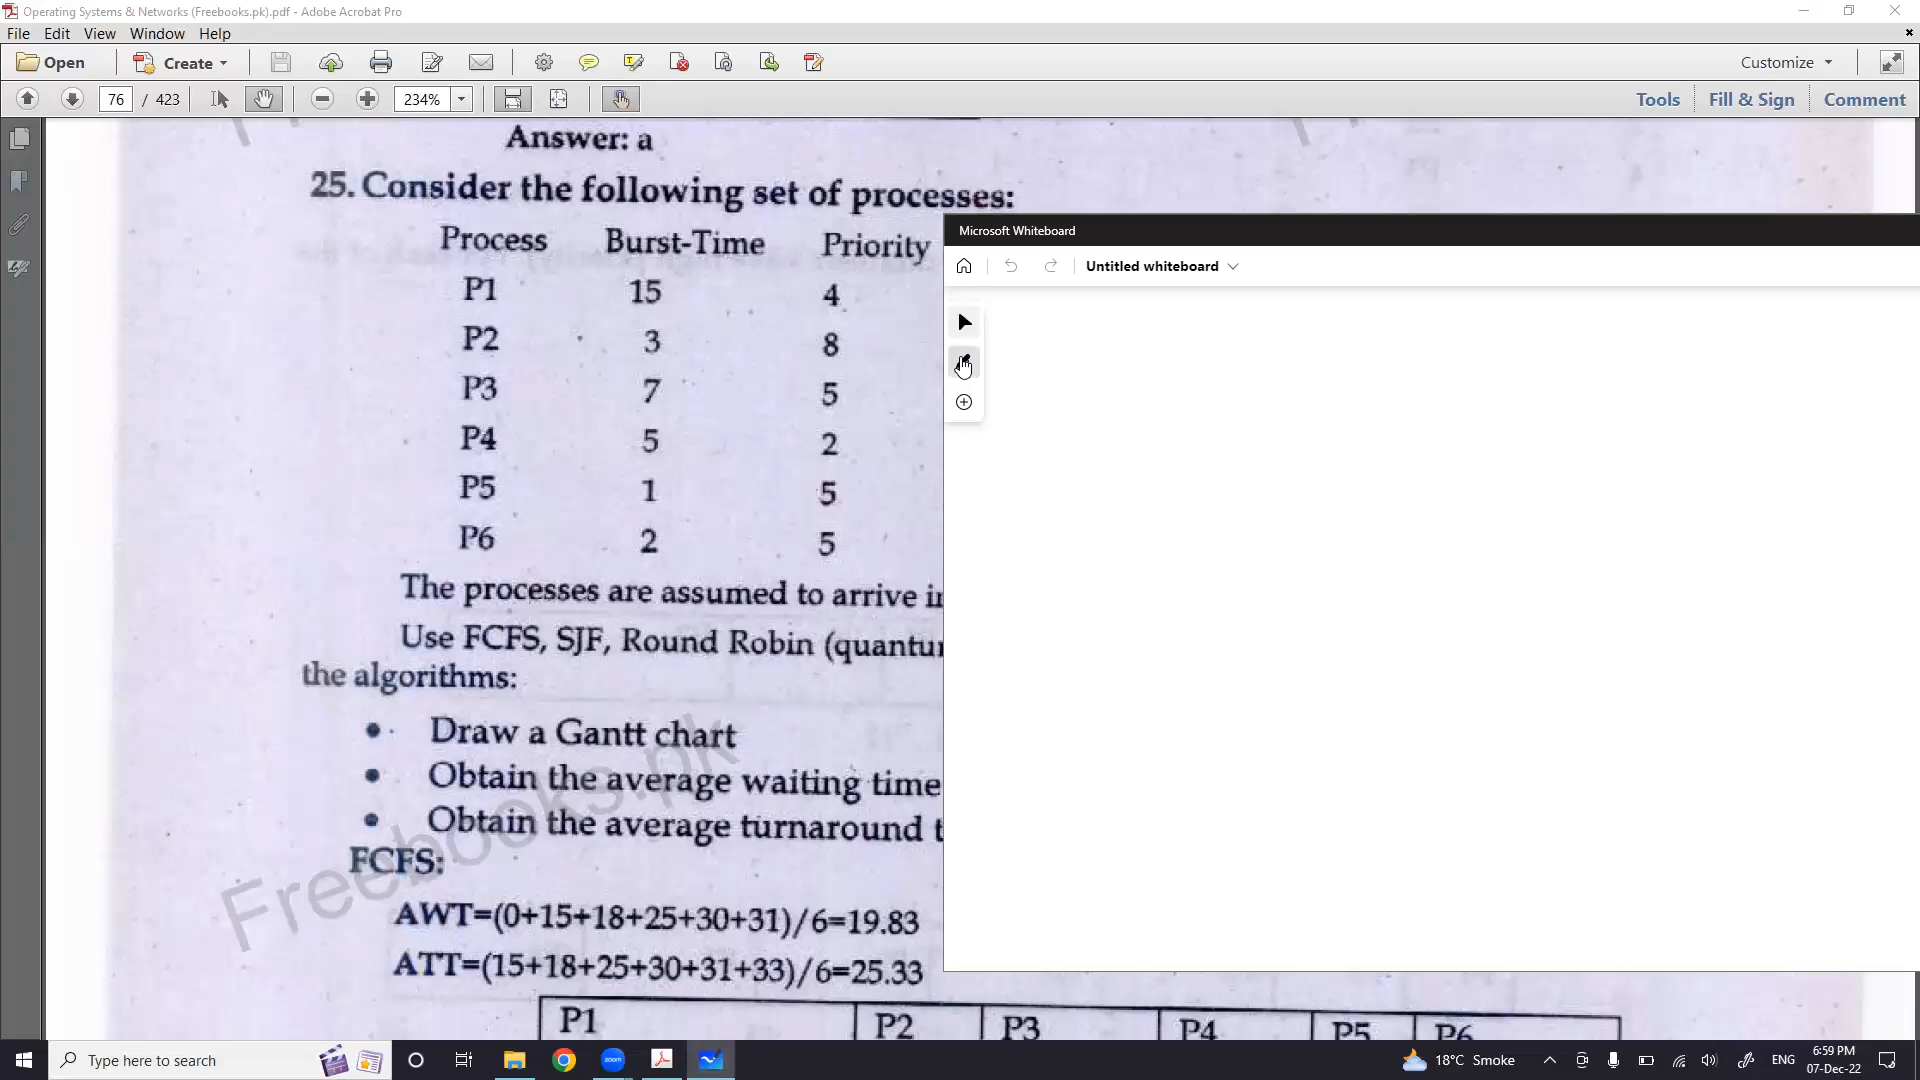 Operating Systems & Networks (Freebooks.pk).pdf - Adobe Acrobat Pro
File Edit View Window Help
Open Create Customize
76 / 423 234% Tools Fill & Sign Comment
Answer: a
25. Consider the following set of processes:
Process Burst-Time Priority
P1 15 4
P2 3 8
P3 7 5
P4 5 2
P5 1 5
P6 2 5
The processes are assumed to arrive
Use FCFS, SJF, Round Robin
the algorithms:
• Draw a Gantt chart
• Obtain the average waiting time
• Obtain the average turnaround t
FCFS:
AWT=(0+15+18+25+30+31)/6=19.83
ATT=(15+18+25+30+31+33)/6=25.33
P1 P2 P3 P4 P5 P6
Freebooks.pk
Microsoft Whiteboard
Untitled whiteboard
Type here to search zoom 18°C Smoke ENG 6:59 PM
07-Dec-22